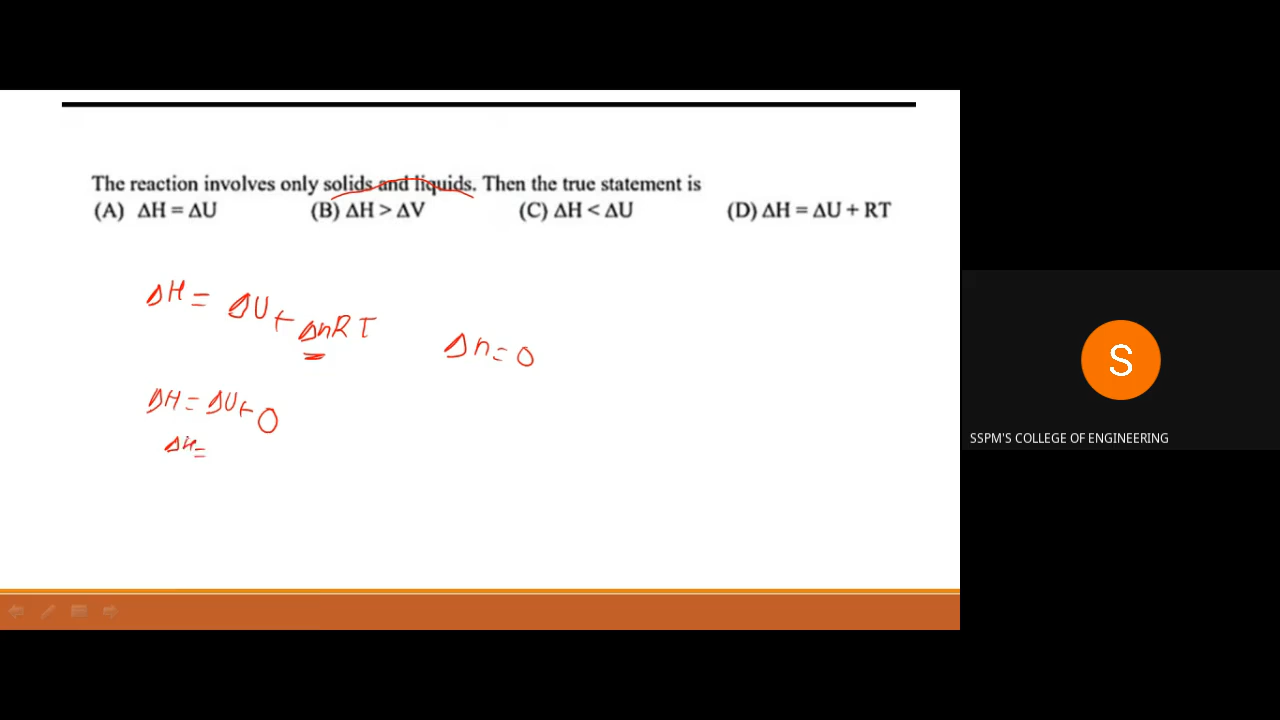 The reaction involves only solids and liquids. Then the true statement is
(A) ΔH = ΔU (B) ΔH > ΔV (C) ΔH < ΔU (D) ΔH = ΔU + RT
ΔH = ΔU + ΔnRT
Δn = 0
ΔH = ΔU + 0
ΔH =
S
SSPM'S COLLEGE OF ENGINEERING